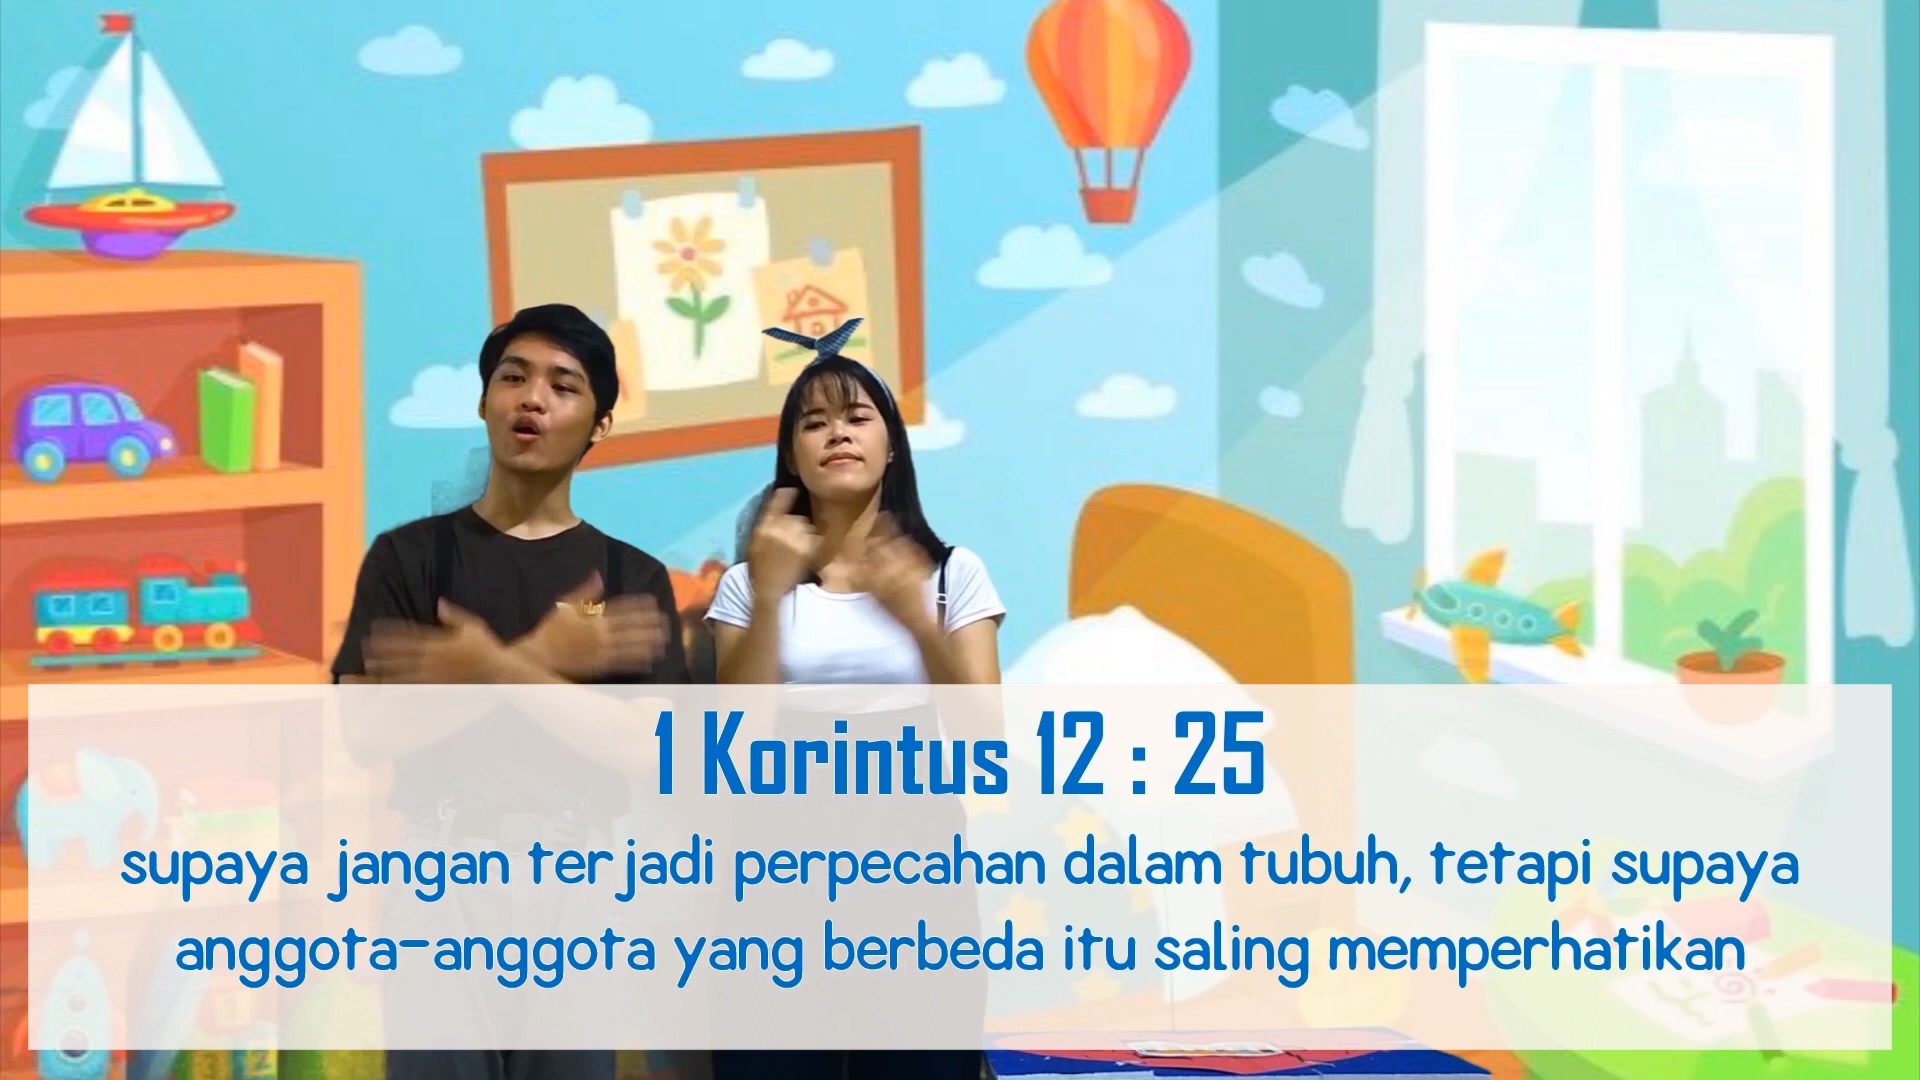 1 Korintus 12 : 25
supaya jangan terjadi perpecahan dalam tubuh, tetapi supaya
anggota-anggota yang berbeda itu saling memperhatikan